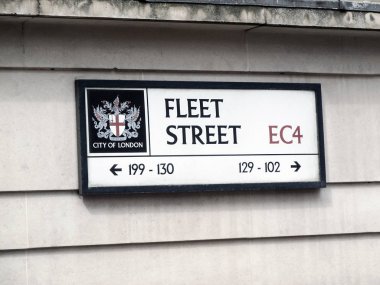 CITY OF LONDON
FLEET
STREET EC4
← 199 - 130 129 - 102 →